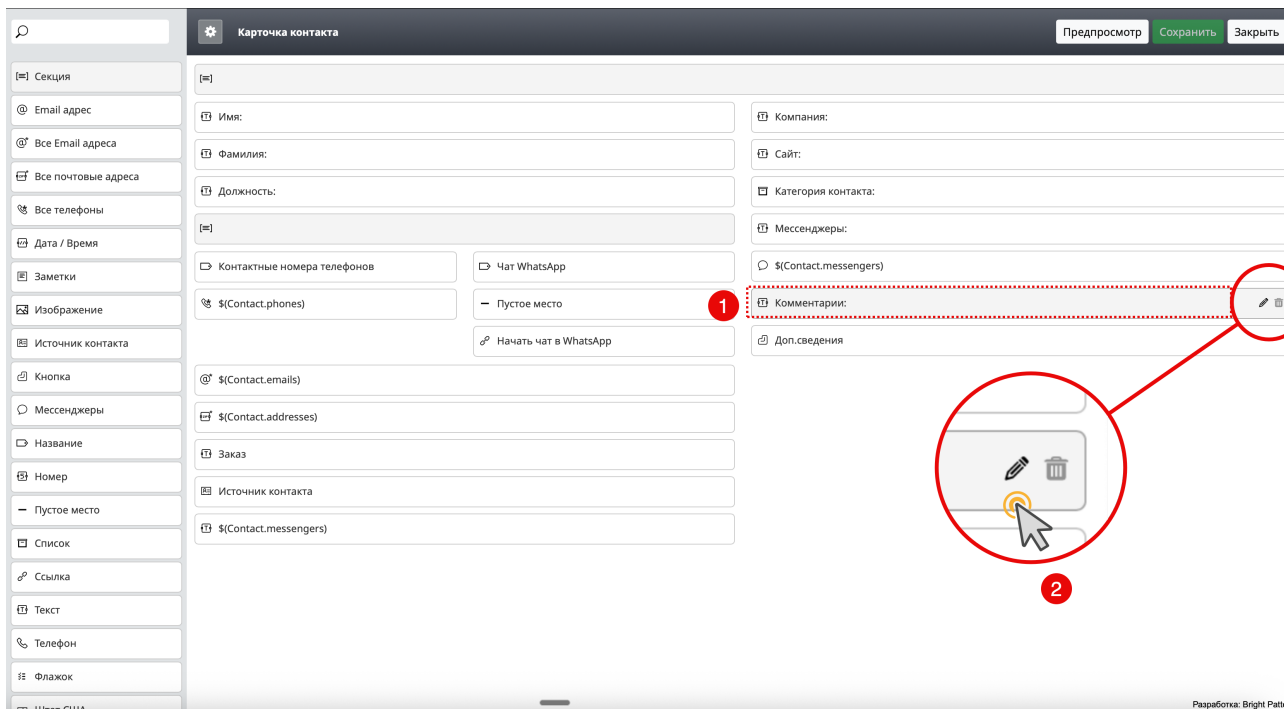 Карточка контакта
Предпросмотр
Сохранить
Закрыть
Секция
Email адрес
Все Email адреса
Все почтовые адреса
Все телефоны
Дата / Время
Заметки
Изображение
Источник контакта
Кнопка
Мессенджеры
Название
Номер
Пустое место
Список
Ссылка
Текст
Телефон
Флажок
Имя:
Фамилия:
Должность:
Контактные номера телефонов
Чат WhatsApp
$(Contact.phones)
Пустое место
Начать чат в WhatsApp
$(Contact.emails)
$(Contact.addresses)
Заказ
Источник контакта
$(Contact.messengers)
Компания:
Сайт:
Категория контакта:
Мессенджеры:
$(Contact.messengers)
1
Комментарии:
Доп.сведения
2
Разработка: Bright Patt